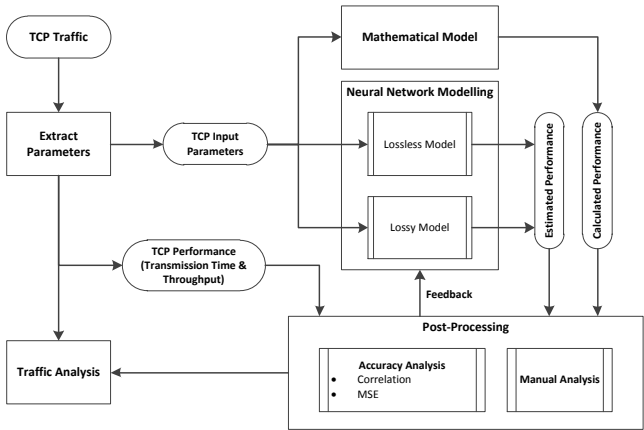 TCP Traffic
Mathematical Model
Neural Network Modelling
Extract
Parameters
TCP Input
Parameters
Lossless Model
Lossy Model
Estimated Performance
Calculated Performance
TCP Performance
(Transmission Time &
Throughput)
Feedback
Post-Processing
Traffic Analysis
Accuracy Analysis
• Correlation
• MSE
Manual Analysis